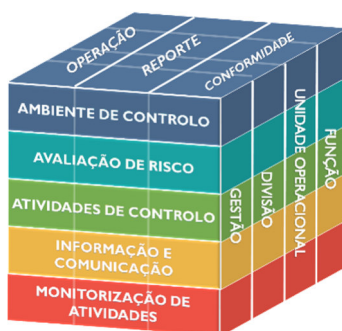 OPERAÇÃO
REPORTE
CONFORMIDADE
AMBIENTE DE CONTROLO
AVALIAÇÃO DE RISCO
ATIVIDADES DE CONTROLO
INFORMAÇÃO E
COMUNICAÇÃO
MONITORIZAÇÃO DE
ATIVIDADES
GESTÃO
DIVISÃO
UNIDADE OPERACIONAL
FUNÇÃO